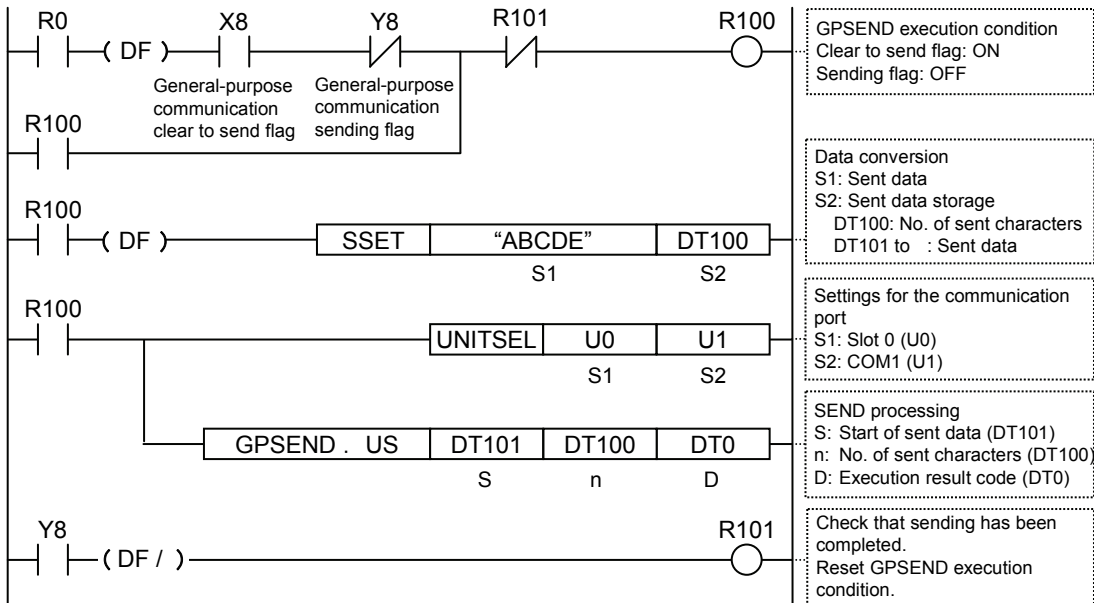 R0 X8 Y8 R101 R100
( DF )
General-purpose
communication
clear to send flag
General-purpose
communication
sending flag
GPSEND execution condition
Clear to send flag: ON
Sending flag: OFF
R100
R100
( DF ) SSET “ABCDE” DT100
S1 S2
Data conversion
S1: Sent data
S2: Sent data storage
DT100: No. of sent characters
DT101 to : Sent data
R100
UNITSEL U0 U1
S1 S2
Settings for the communication
port
S1: Slot 0 (U0)
S2: COM1 (U1)
GPSEND . US DT101 DT100 DT0
S n D
SEND processing
S: Start of sent data (DT101)
n: No. of sent characters (DT100)
D: Execution result code (DT0)
Y8 R101
( DF / )
Check that sending has been
completed.
Reset GPSEND execution
condition.